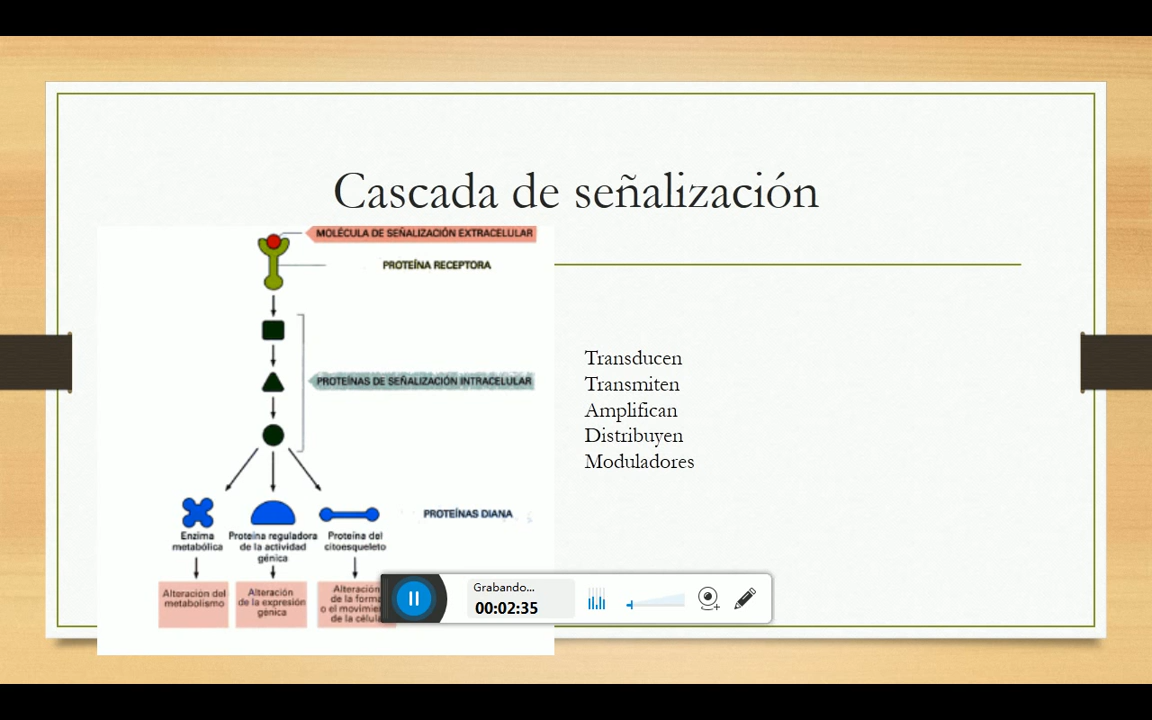 Cascada de señalización
MOLÉCULA DE SEÑALIZACIÓN EXTRACELULAR
PROTEÍNA RECEPTORA
PROTEÍNAS DE SEÑALIZACIÓN INTRACELULAR
Transducen
Transmiten
Amplifican
Distribuyen
Moduladores
PROTEÍNAS DIANA
Enzima
metabólica
Proteína reguladora
de la actividad
génica
Proteína del
citoesqueleto
Alteración del
metabolismo
Alteración
de la expresión
génica
Alteración
de la forma
o el
de la
Grabando...
00:02:35